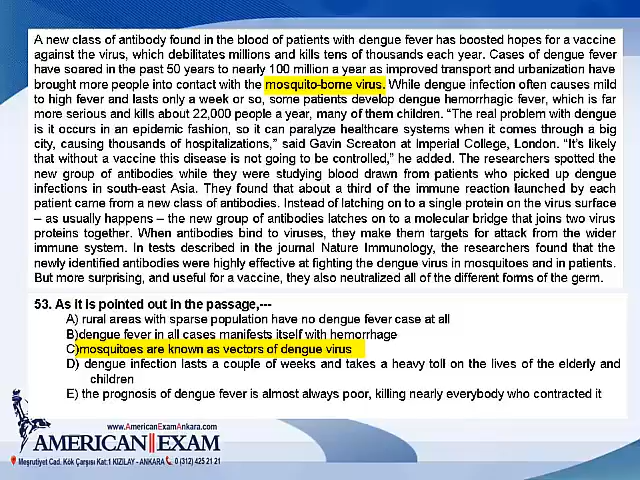 A new class of antibody found in the blood of patients with dengue fever has boosted hopes for a vaccine
against the virus, which debilitates millions and kills tens of thousands each year. Cases of dengue fever
have soared in the past 50 years to nearly 100 million a year as improved transport and urbanization have
brought more people into contact with the mosquito-borne virus. While dengue infection often causes mild
to high fever and lasts only a week or so, some patients develop dengue hemorrhagic fever, which is far
more serious and kills about 22,000 people a year, many of them children. “The real problem with dengue
is it occurs in an epidemic fashion, so it can paralyze healthcare systems when it comes through a big
city, causing thousands of hospitalizations,” said Gavin Screaton at Imperial College, London. “It’s likely
that without a vaccine this disease is not going to be controlled,” he added. The researchers spotted the
new group of antibodies while they were studying blood drawn from patients who picked up dengue
infections in south-east Asia. They found that about a third of the immune reaction launched by each
patient came from a new class of antibodies. Instead of latching on to a single protein on the virus surface
– as usually happens – the new group of antibodies latches on to a molecular bridge that joins two virus
proteins together. When antibodies bind to viruses, they make them targets for attack from the wider
immune system. In tests described in the journal Nature Immunology, the researchers found that the
newly identified antibodies were highly effective at fighting the dengue virus in mosquitoes and in patients.
But more surprising, and useful for a vaccine, they also neutralized all of the different forms of the germ.
53. As it is pointed out in the passage,---
A) rural areas with sparse population have no dengue fever case at all
B)dengue fever in all cases manifests itself with hemorrhage
C)mosquitoes are known as vectors of dengue virus
D) dengue infection lasts a couple of weeks and takes a heavy toll on the lives of the elderly and
children
E) the prognosis of dengue fever is almost always poor, killing nearly everybody who contracted it
www.AmericanExamAnkara.com
AMERICAN EXAM
Meşrutiyet Cad. Kök Çarşısı Kat:1 KIZILAY - ANKARA 0 (312) 425 21 21